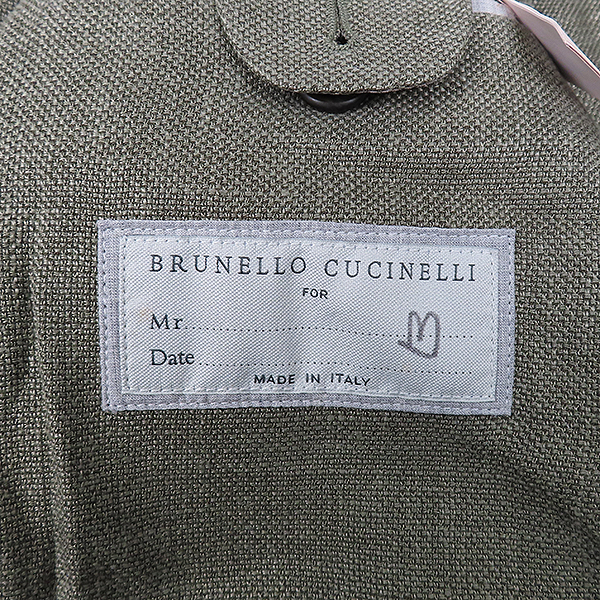 BRUNELLO CUCINELLI
FOR
Mr.
Date
MADE IN ITALY